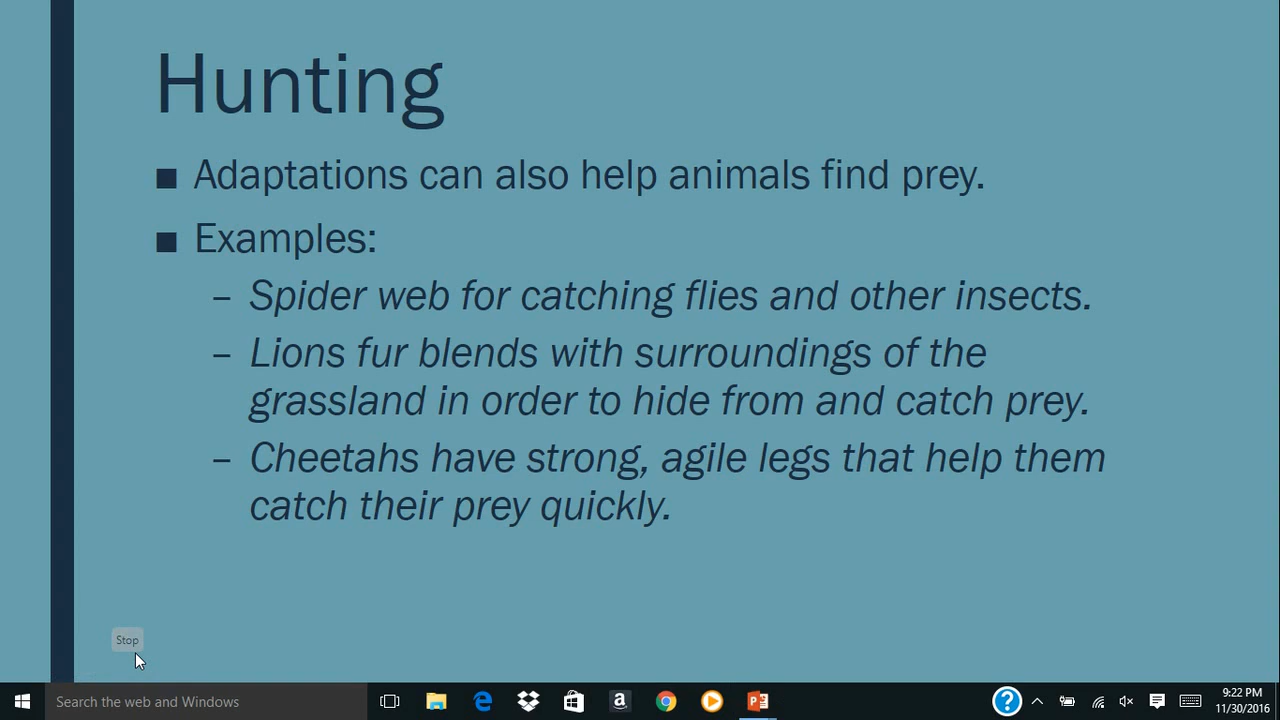 Hunting
■ Adaptations can also help animals find prey.
■ Examples:
– Spider web for catching flies and other insects.
– Lions fur blends with surroundings of the
grassland in order to hide from and catch prey.
– Cheetahs have strong, agile legs that help them
catch their prey quickly.
Stop
Search the web and Windows
9:22 PM
11/30/2016